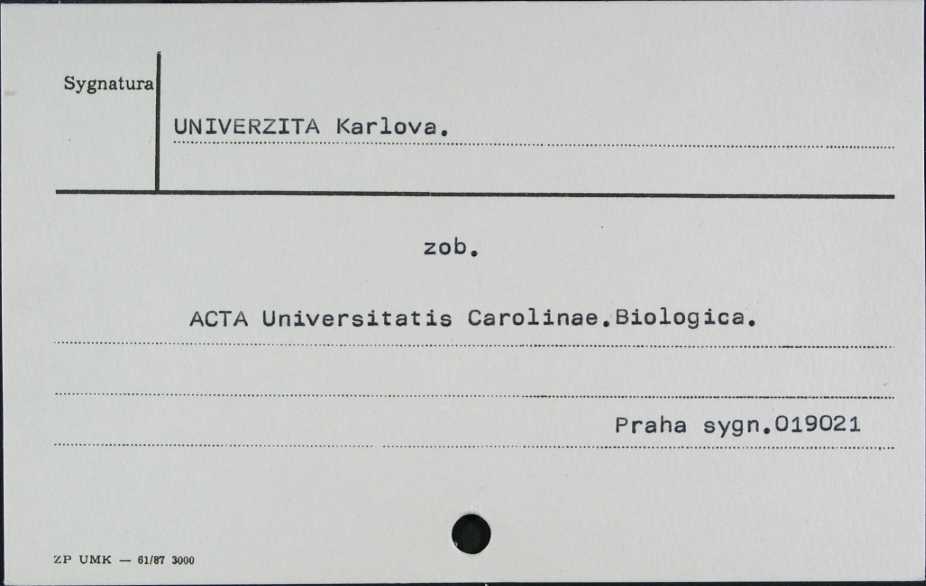 Sygnatura
UNIVERZITA Karlova.
zob.
ACTA Universitatis Carolinae.Biologica.
Praha sygn.019021
ZP UMK — 61/87 3000